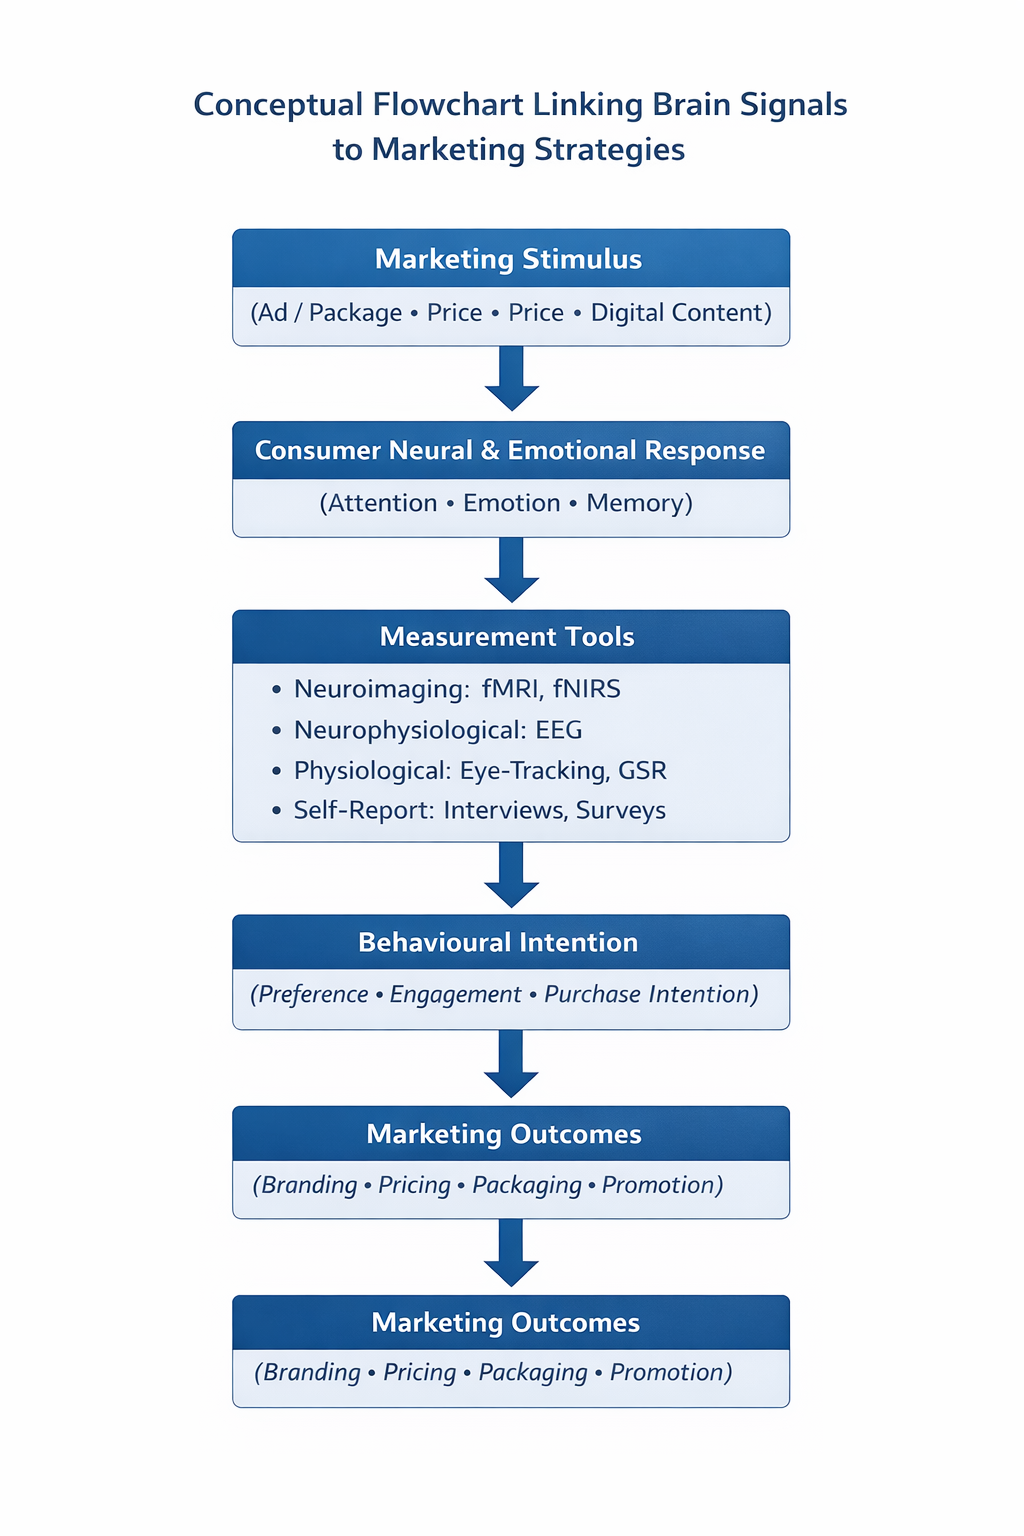 Conceptual Flowchart Linking Brain Signals
to Marketing Strategies
Marketing Stimulus
(Ad / Package • Price • Price • Digital Content)
Consumer Neural & Emotional Response
(Attention • Emotion • Memory)
Measurement Tools
• Neuroimaging: fMRI, fNIRS
• Neurophysiological: EEG
• Physiological: Eye-Tracking, GSR
• Self-Report: Interviews, Surveys
Behavioural Intention
(Preference • Engagement • Purchase Intention)
Marketing Outcomes
(Branding • Pricing • Packaging • Promotion)
Marketing Outcomes
(Branding • Pricing • Packaging • Promotion)